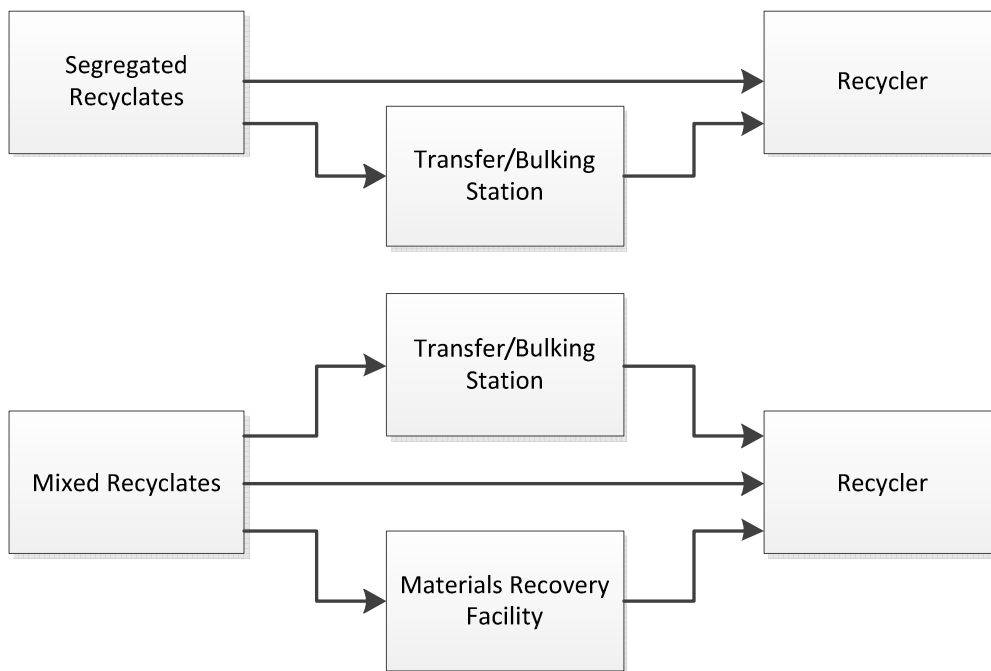 Segregated
Recyclates
Recycler
Transfer/Bulking
Station
Transfer/Bulking
Station
Mixed Recyclates
Recycler
Materials Recovery
Facility